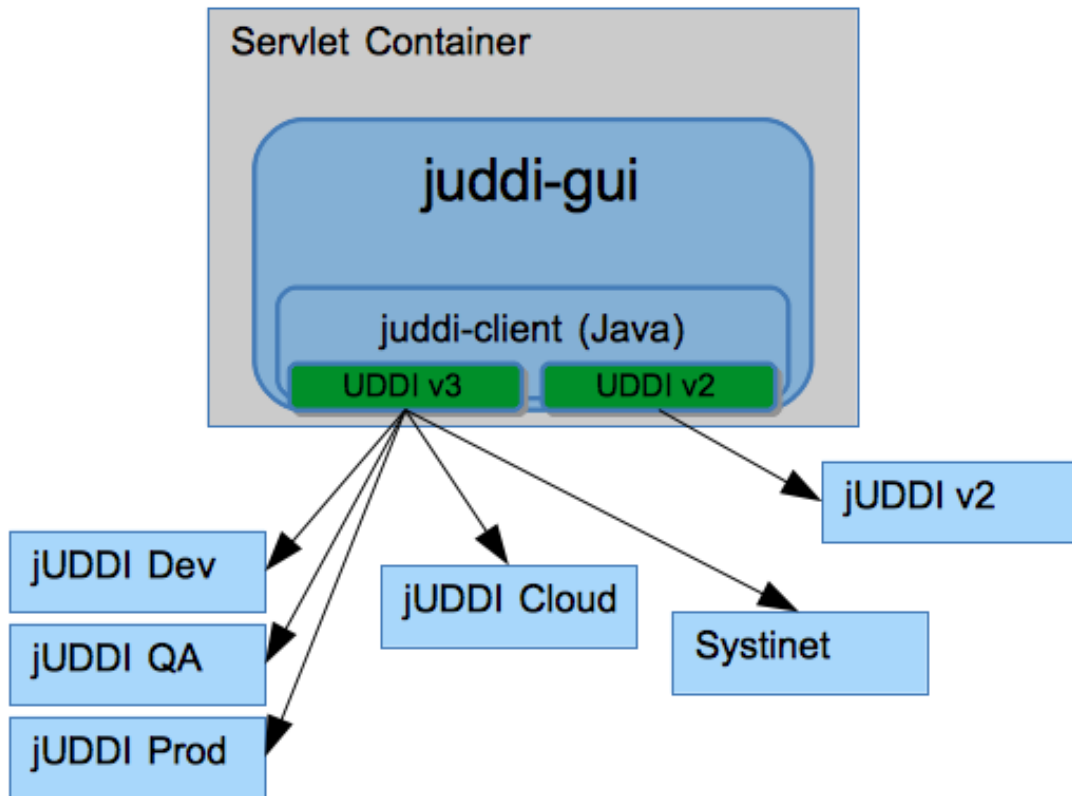 Servlet Container
juddi-gui
juddi-client (Java)
UDDI v3
UDDI v2
jUDDI v2
jUDDI Dev
jUDDI Cloud
jUDDI QA
Systinet
jUDDI Prod